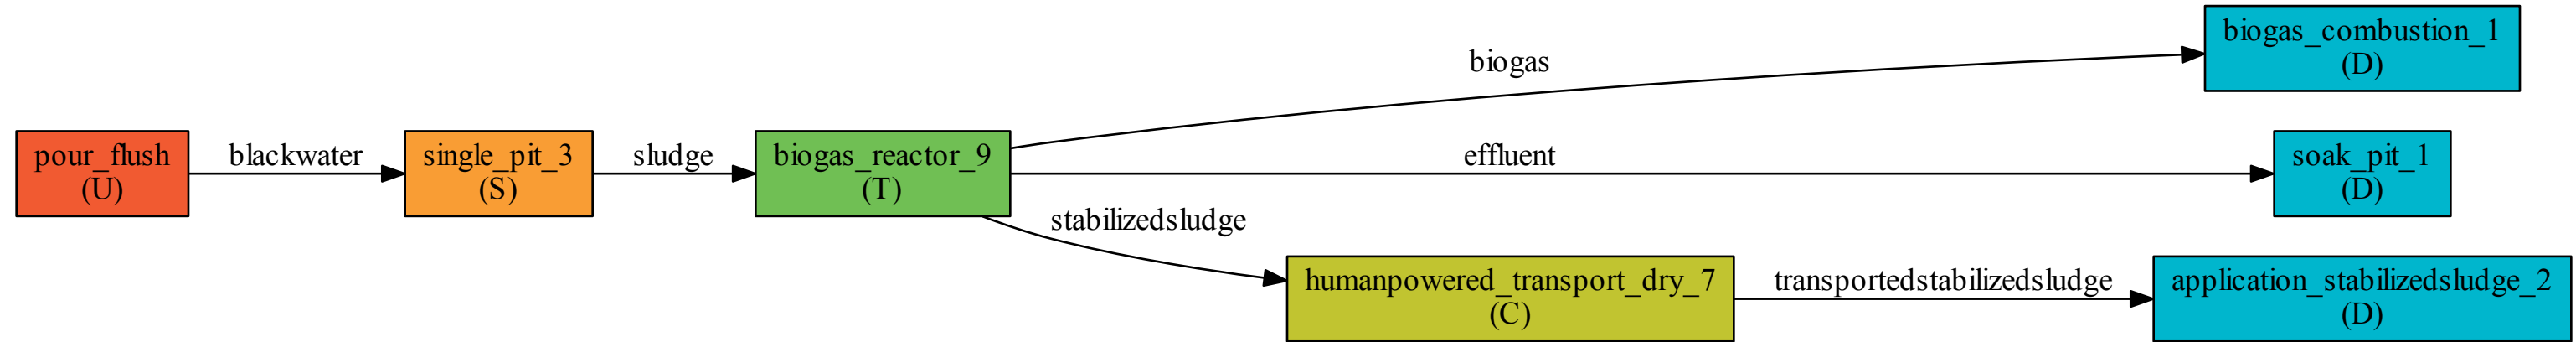 biogas_combustion_1
(D)
biogas
pour_flush
(U)
blackwater
single_pit_3
(S)
sludge
biogas_reactor_9
(T)
effluent
soak_pit_1
(D)
stabilizedsludge
humanpowered_transport_dry_7
(C)
transportedstabilizedsludge
application_stabilizedsludge_2
(D)